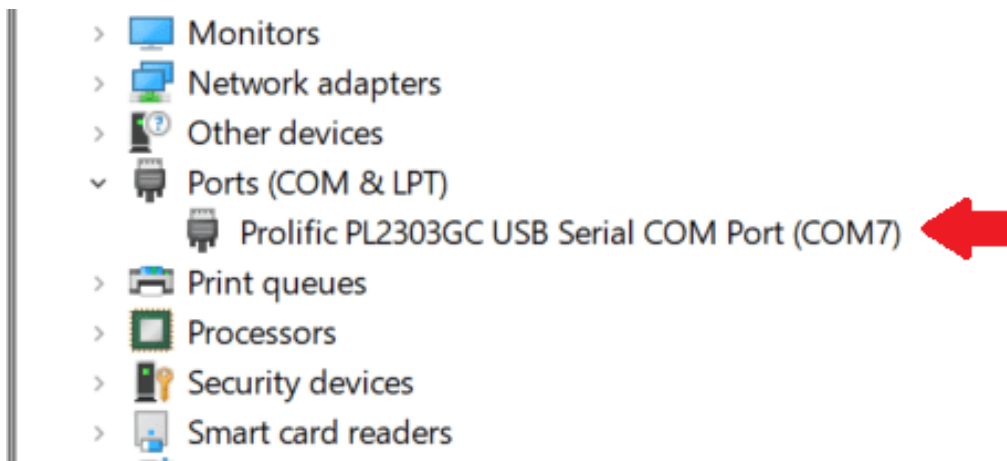 Monitors
Network adapters
Other devices
Ports (COM & LPT)
Prolific PL2303GC USB Serial COM Port (COM7)
Print queues
Processors
Security devices
Smart card readers